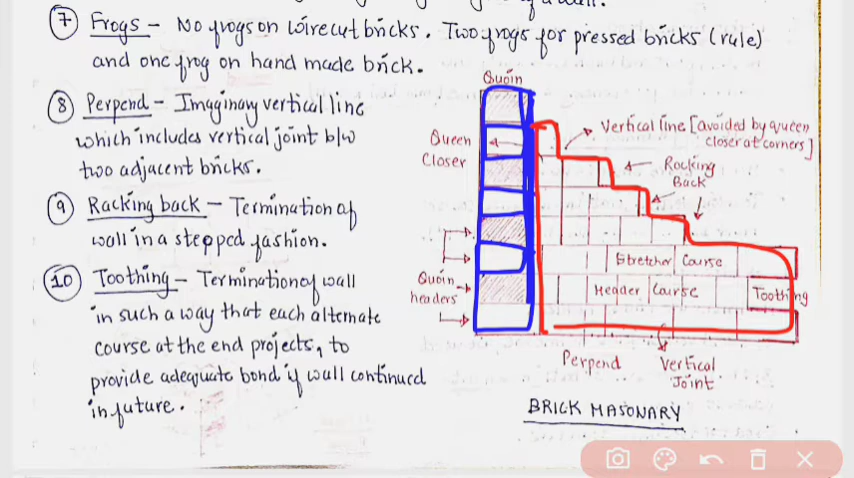 ⑦ Frogs – No frogs on wire cut bricks. Two frogs for pressed bricks (rule)
and one frog on hand made brick.
⑧ Perpend – Imaginary vertical line
which includes vertical joint b/w
two adjacent bricks.
⑨ Racking back – Termination of
wall in a stepped fashion.
⑩ Toothing – Termination of wall
in such a way that each alternate
course at the end projects, to
provide adequate bond if wall continued
in future.
Quoin
Queen
Closer
Vertical line [avoided by queen
closer at corners]
Racking
Back
Stretcher Course
Quoin
headers
Header Course
Toothing
Perpend
Vertical
Joint
BRICK MASONARY